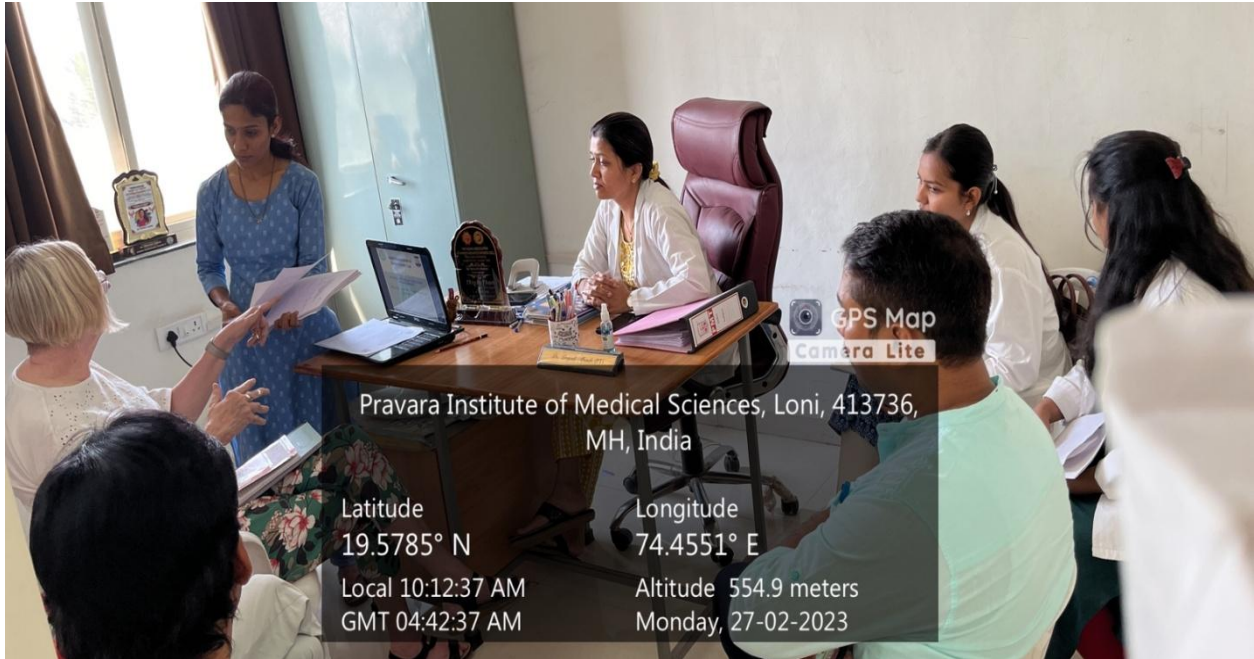 GPS Map
Camera Lite
Pravara Institute of Medical Sciences, Loni, 413736,
MH, India
Latitude
19.5785° N
Longitude
74.4551° E
Local 10:12:37 AM
GMT 04:42:37 AM
Altitude 554.9 meters
Monday, 27-02-2023